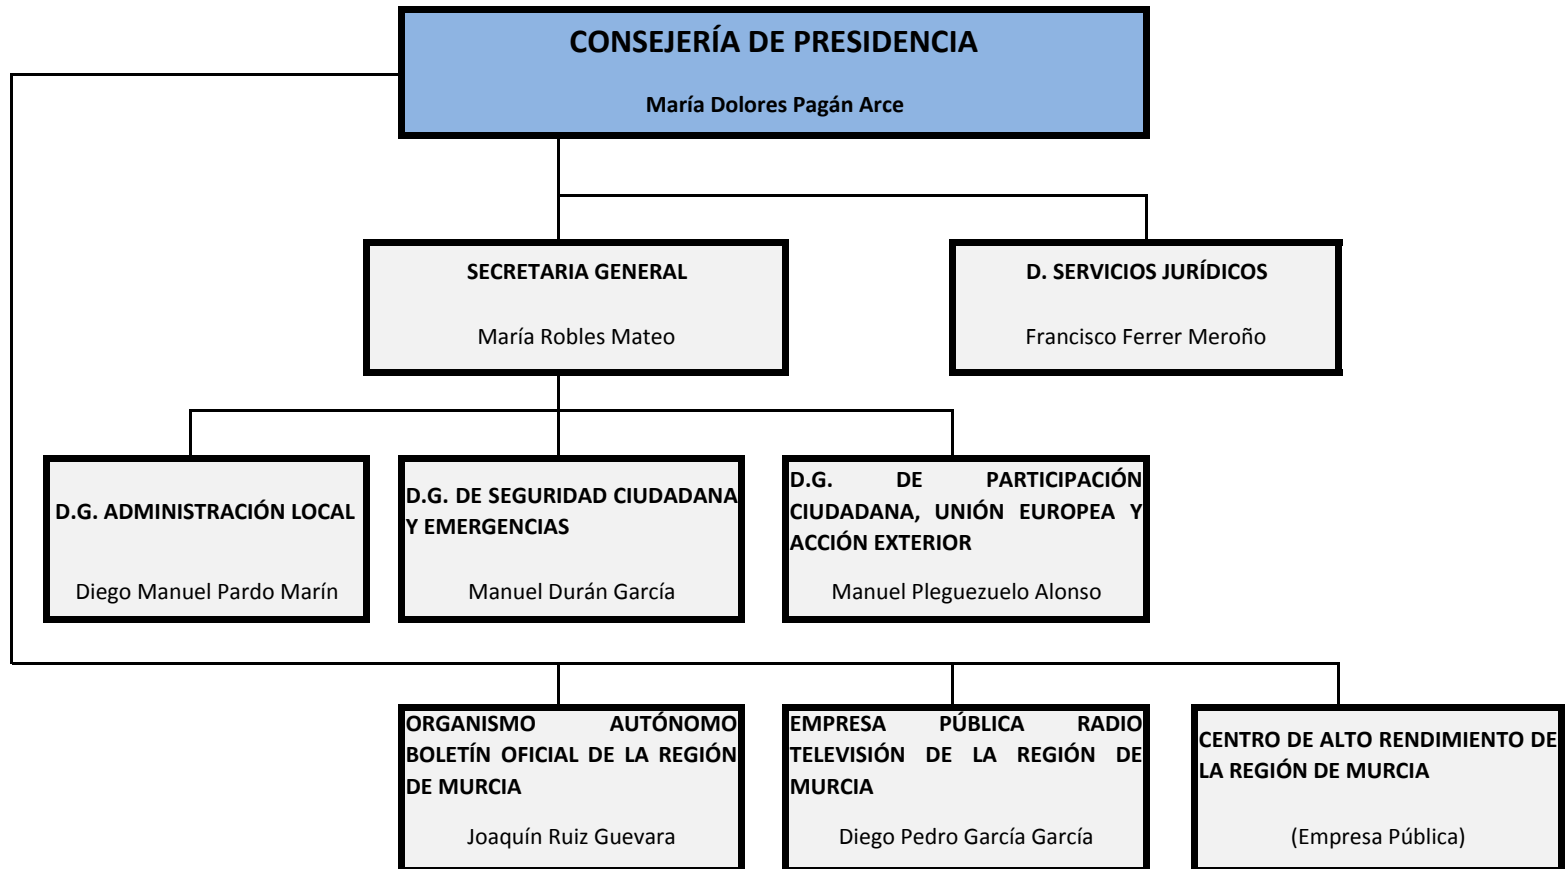 CONSEJERÍA DE PRESIDENCIA
María Dolores Pagán Arce
SECRETARIA GENERAL
María Robles Mateo
D. SERVICIOS JURÍDICOS
Francisco Ferrer Meroño
D.G. ADMINISTRACIÓN LOCAL
Diego Manuel Pardo Marín
D.G. DE SEGURIDAD CIUDADANA
Y EMERGENCIAS
Manuel Durán García
D.G. DE PARTICIPACIÓN
CIUDADANA, UNIÓN EUROPEA Y
ACCIÓN EXTERIOR
Manuel Pleguezuelo Alonso
ORGANISMO AUTÓNOMO
BOLETÍN OFICIAL DE LA REGIÓN
DE MURCIA
Joaquín Ruiz Guevara
EMPRESA PÚBLICA RADIO
TELEVISIÓN DE LA REGIÓN DE
MURCIA
Diego Pedro García García
CENTRO DE ALTO RENDIMIENTO DE
LA REGIÓN DE MURCIA
(Empresa Pública)